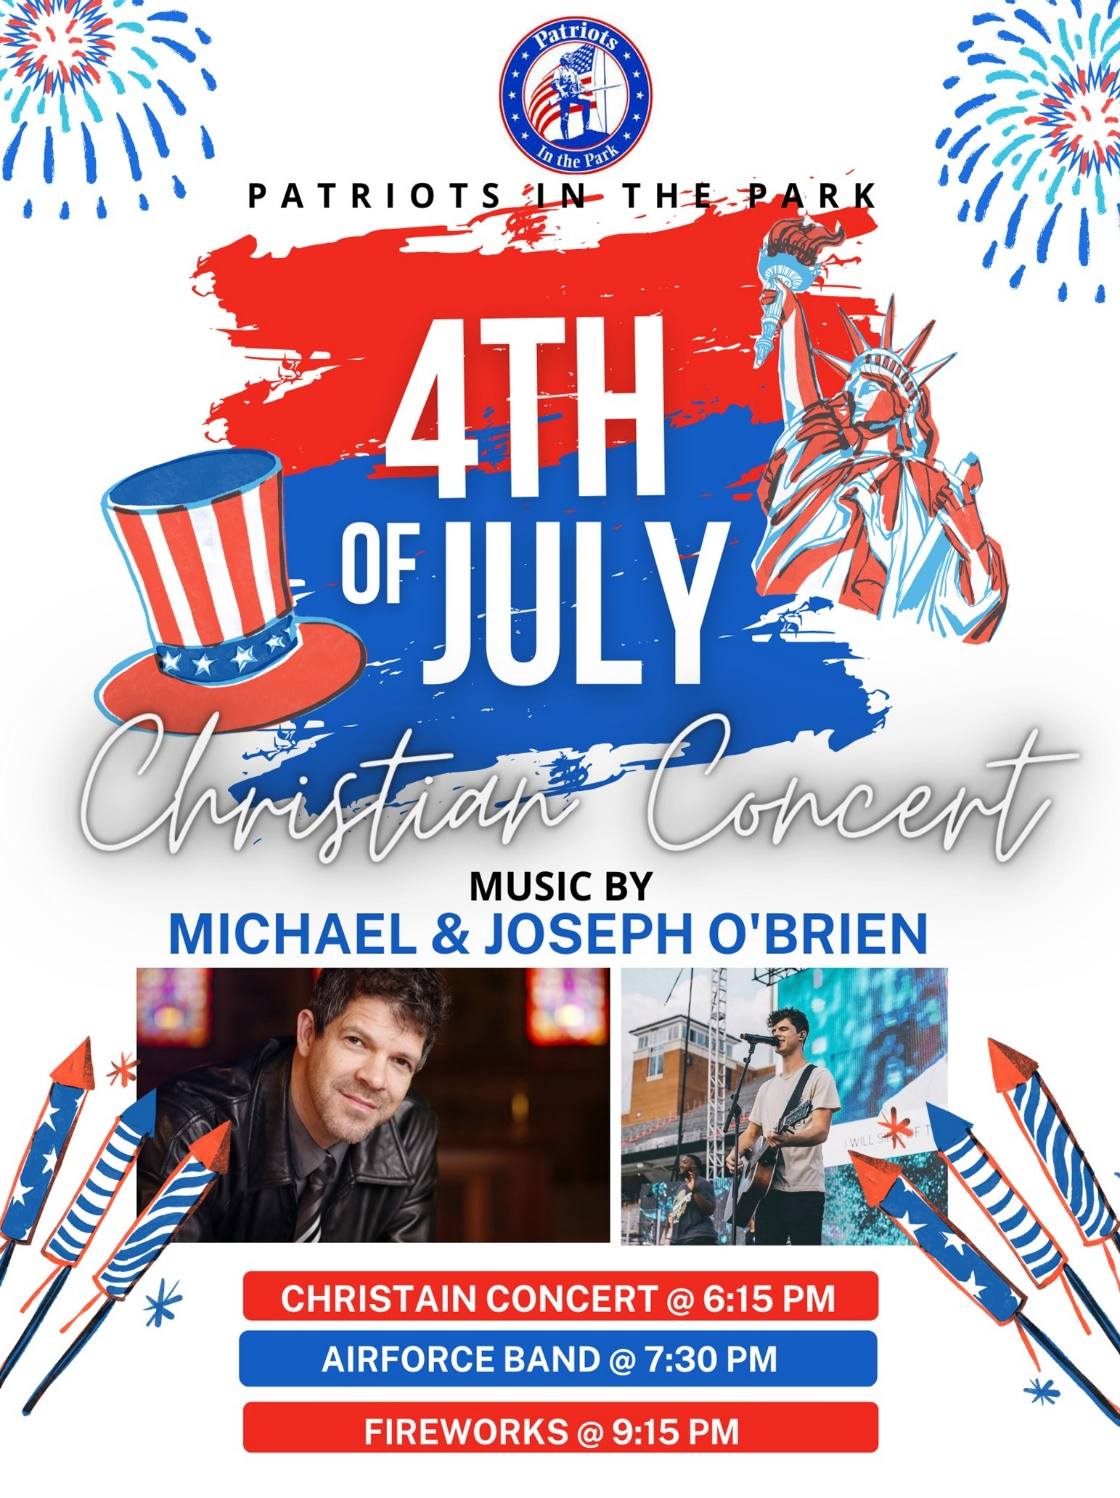 Patriots
In the Park
PATRIOTS IN THE PARK
4TH
OF JULY
Christian Concert
MUSIC BY
MICHAEL & JOSEPH O'BRIEN
I WILL
CHRISTAIN CONCERT @ 6:15 PM
AIRFORCE BAND @ 7:30 PM
FIREWORKS @ 9:15 PM